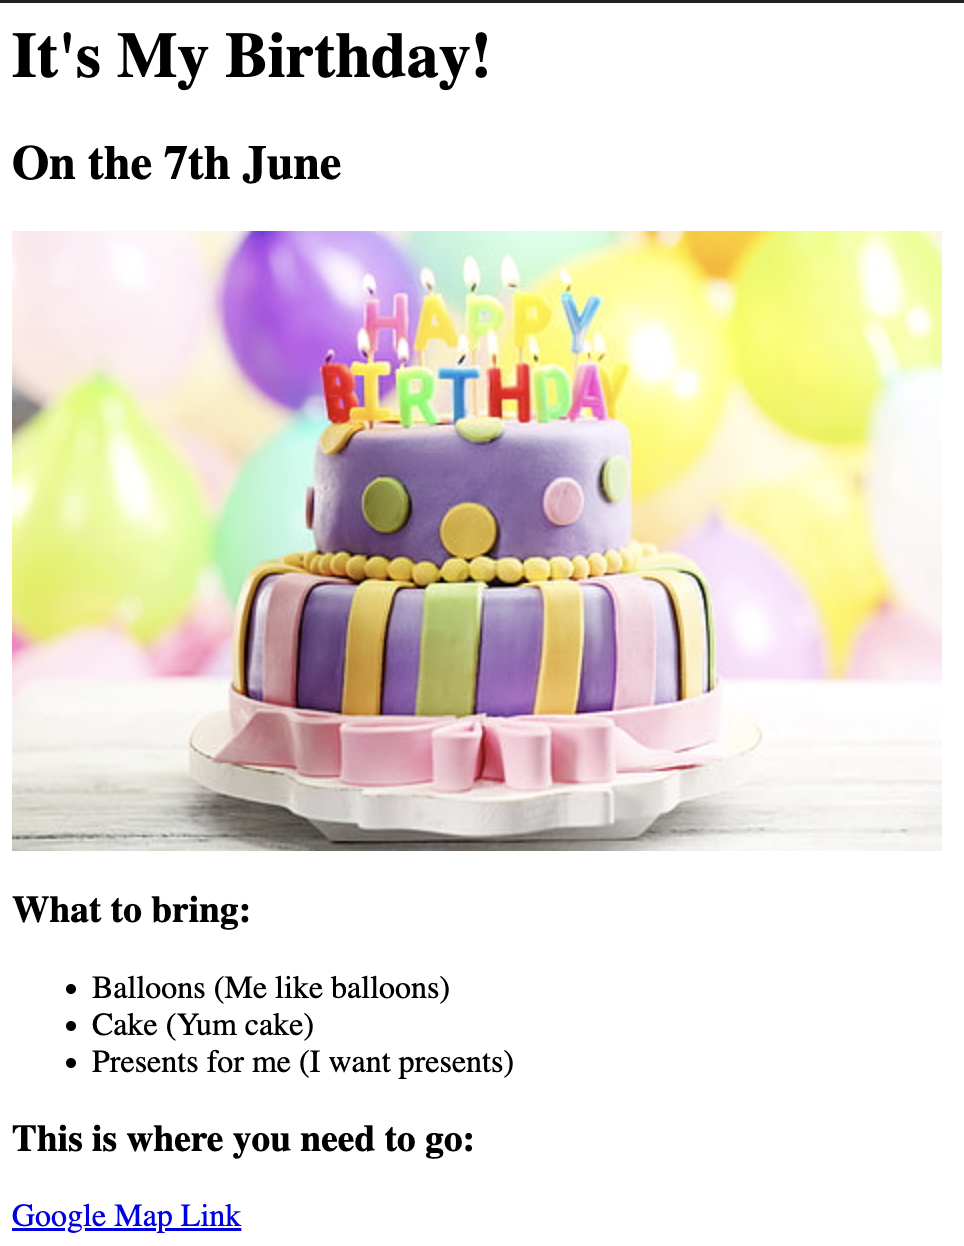 It's My Birthday!
On the 7th June
HAPPY
BIRTHDAY
What to bring:
Balloons (Me like balloons)
Cake (Yum cake)
Presents for me (I want presents)
This is where you need to go:
Google Map Link